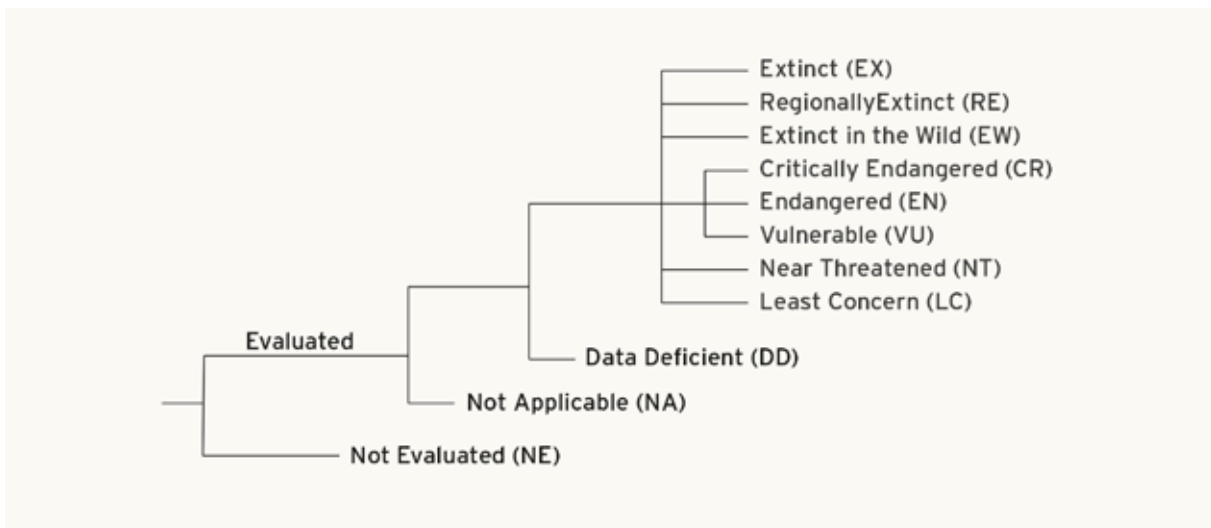 Extinct (EX)
RegionallyExtinct (RE)
Extinct in the Wild (EW)
Critically Endangered (CR)
Endangered (EN)
Vulnerable (VU)
Near Threatened (NT)
Least Concern (LC)
Evaluated
Data Deficient (DD)
Not Applicable (NA)
Not Evaluated (NE)